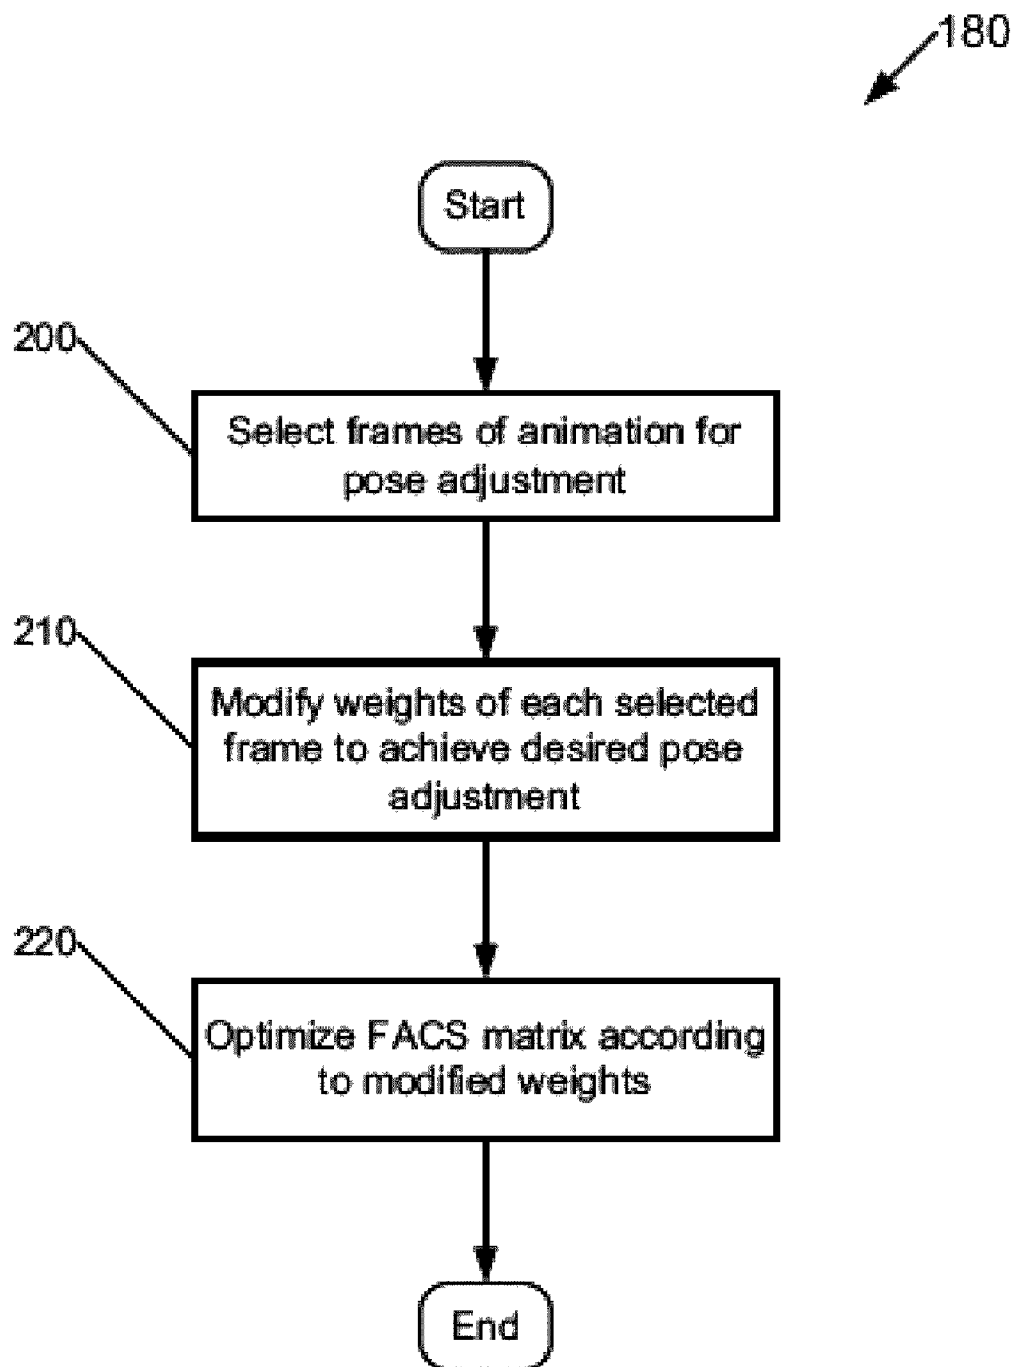 180
Start
200
Select frames of animation for
pose adjustment
210
Modify weights of each selected
frame to achieve desired pose
adjustment
220
Optimize FACS matrix according
to modified weights
End